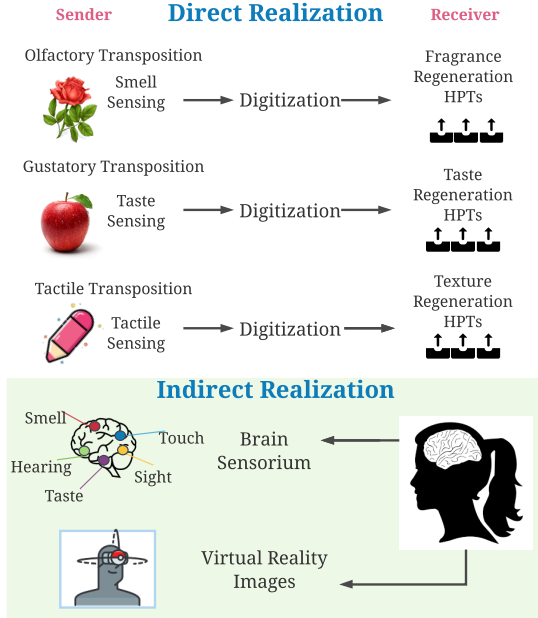 Sender
Direct Realization
Receiver
Olfactory Transposition
Smell
Sensing
Digitization
Fragrance
Regeneration
HPTs
Gustatory Transposition
Taste
Sensing
Digitization
Taste
Regeneration
HPTs
Tactile Transposition
Tactile
Sensing
Digitization
Texture
Regeneration
HPTs
Indirect Realization
Smell
Touch
Hearing
Sight
Taste
Brain
Sensorium
Virtual Reality
Images